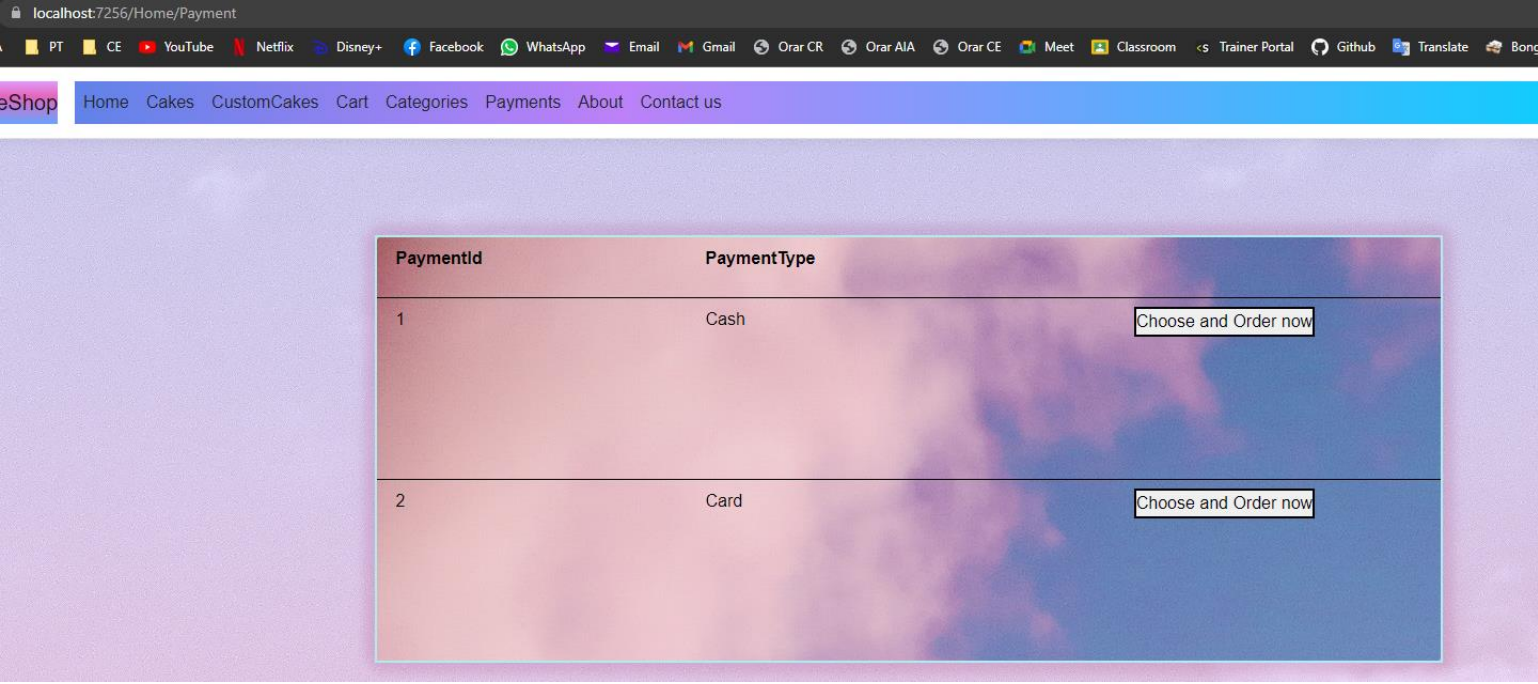 localhost:7256/Home/Payment
PT CE YouTube Netflix Disney+ Facebook WhatsApp Email Gmail Orar CR Orar AIA Orar CE Meet Classroom <s Trainer Portal Github Translate Bong
eShop Home Cakes CustomCakes Cart Categories Payments About Contact us
PaymentId PaymentType
1 Cash Choose and Order now
2 Card Choose and Order now